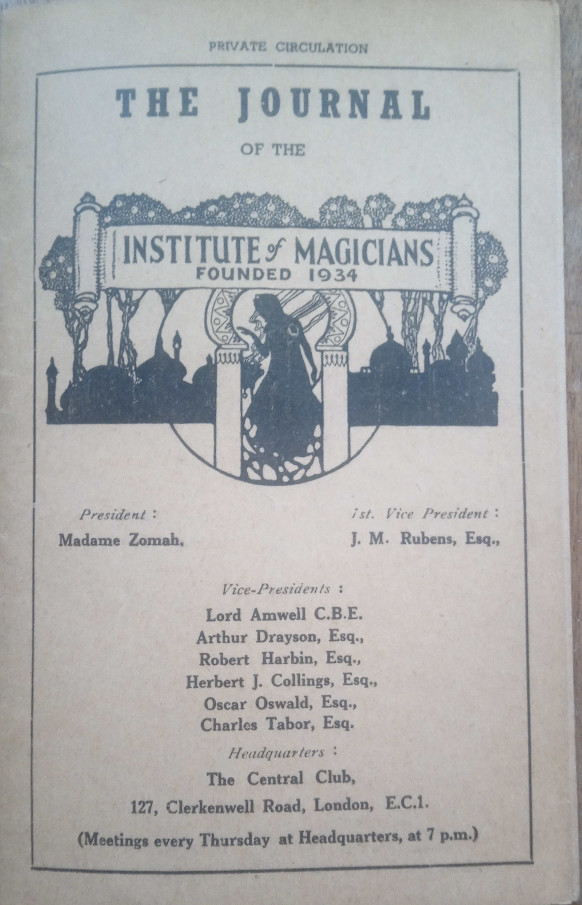 PRIVATE CIRCULATION
THE JOURNAL
OF THE
INSTITUTE of MAGICIANS
FOUNDED 1934
President :
Madame Zomah,
1st. Vice President :
J. M. Rubens, Esq.,
Vice-Presidents :
Lord Amwell C.B.E.
Arthur Drayson, Esq.,
Robert Harbin, Esq.,
Herbert J. Collings, Esq.,
Oscar Oswald, Esq.,
Charles Tabor, Esq.
Headquarters :
The Central Club,
127, Clerkenwell Road, London, E.C.1.
(Meetings every Thursday at Headquarters, at 7 p.m.)